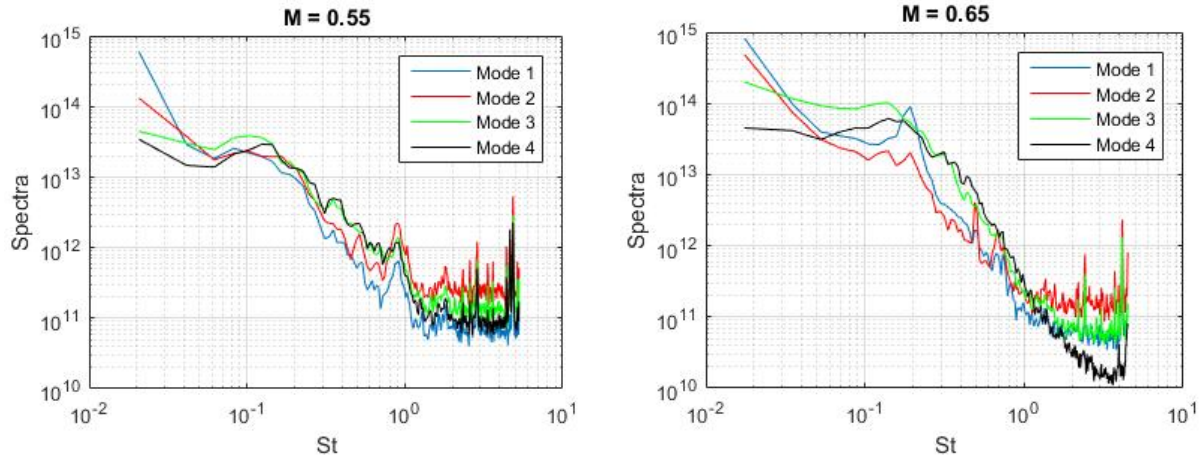 M = 0.55
10^15
10^14
10^13
10^12
10^11
10^10
Spectra
Mode 1
Mode 2
Mode 3
Mode 4
10^-2
10^-1
10^0
10^1
St
M = 0.65
10^15
10^14
10^13
10^12
10^11
10^10
Spectra
Mode 1
Mode 2
Mode 3
Mode 4
10^-2
10^-1
10^0
10^1
St